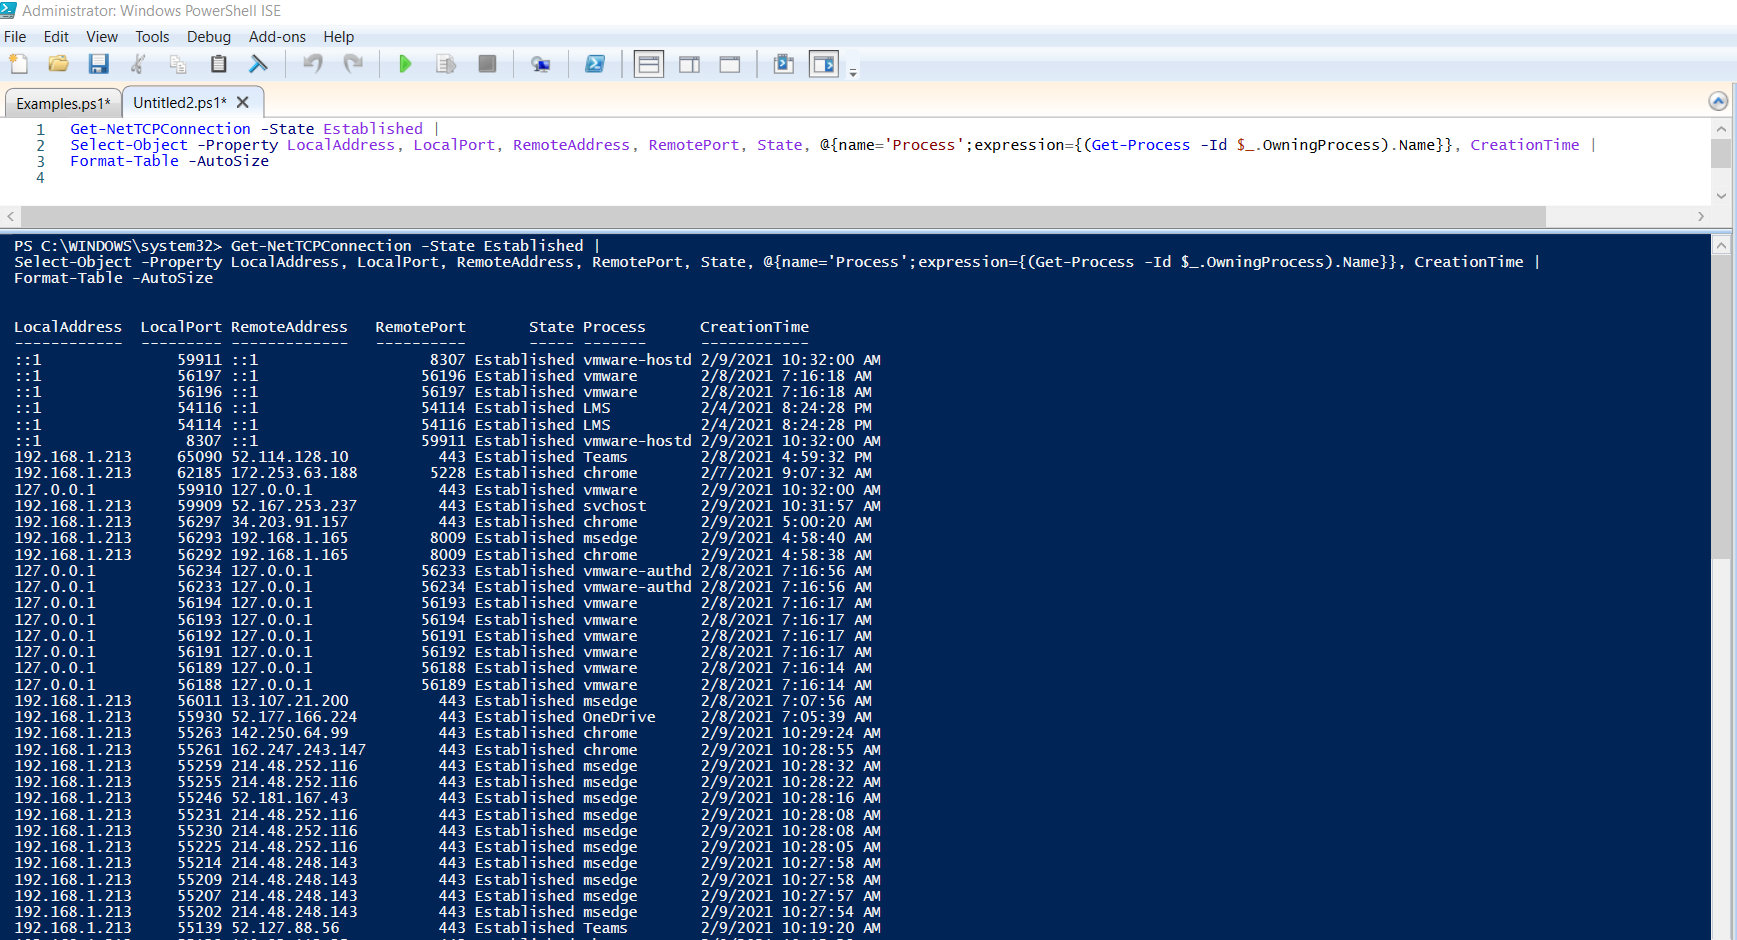 Administrator: Windows PowerShell ISE
File Edit View Tools Debug Add-ons Help
Examples.ps1* Untitled2.ps1*
1 Get-NetTCPConnection -State Established |
2 Select-Object -Property LocalAddress, LocalPort, RemoteAddress, RemotePort, State, @{name='Process';expression={(Get-Process -Id $_.OwningProcess).Name}}, CreationTime |
3 Format-Table -AutoSize
4
PS C:\WINDOWS\system32> Get-NetTCPConnection -State Established |
Select-Object -Property LocalAddress, LocalPort, RemoteAddress, RemotePort, State, @{name='Process';expression={(Get-Process -Id $_.OwningProcess).Name}}, CreationTime |
Format-Table -AutoSize
LocalAddress LocalPort RemoteAddress RemotePort State Process CreationTime
------------ --------- ------------- ---------- ----- ------- ------------
::1 59911 ::1 8307 Established vmware-hostd 2/9/2021 10:32:00 AM
::1 56197 ::1 56196 Established vmware 2/8/2021 7:16:18 AM
::1 56196 ::1 56197 Established vmware 2/8/2021 7:16:18 AM
::1 54116 ::1 54114 Established LMS 2/4/2021 8:24:28 PM
::1 54114 ::1 54116 Established LMS 2/4/2021 8:24:28 PM
::1 8307 ::1 59911 Established vmware-hostd 2/9/2021 10:32:00 AM
192.168.1.213 65090 52.114.128.10 443 Established Teams 2/8/2021 4:59:32 PM
192.168.1.213 62185 172.253.63.188 5228 Established chrome 2/7/2021 9:07:32 AM
127.0.0.1 59910 127.0.0.1 443 Established vmware 2/9/2021 10:32:00 AM
192.168.1.213 59909 52.167.253.237 443 Established svchost 2/9/2021 10:31:57 AM
192.168.1.213 56297 34.203.91.157 443 Established chrome 2/9/2021 5:00:20 AM
192.168.1.213 56293 192.168.1.165 8009 Established msedge 2/9/2021 4:58:40 AM
192.168.1.213 56292 192.168.1.165 8009 Established chrome 2/9/2021 4:58:38 AM
127.0.0.1 56234 127.0.0.1 56233 Established vmware-authd 2/8/2021 7:16:56 AM
127.0.0.1 56233 127.0.0.1 56234 Established vmware-authd 2/8/2021 7:16:56 AM
127.0.0.1 56194 127.0.0.1 56193 Established vmware 2/8/2021 7:16:17 AM
127.0.0.1 56193 127.0.0.1 56194 Established vmware 2/8/2021 7:16:17 AM
127.0.0.1 56192 127.0.0.1 56191 Established vmware 2/8/2021 7:16:17 AM
127.0.0.1 56191 127.0.0.1 56192 Established vmware 2/8/2021 7:16:17 AM
127.0.0.1 56189 127.0.0.1 56188 Established vmware 2/8/2021 7:16:14 AM
127.0.0.1 56188 127.0.0.1 56189 Established vmware 2/8/2021 7:16:14 AM
192.168.1.213 56011 13.107.21.200 443 Established msedge 2/8/2021 7:07:56 AM
192.168.1.213 55930 52.177.166.224 443 Established OneDrive 2/8/2021 7:05:39 AM
192.168.1.213 55263 142.250.64.99 443 Established chrome 2/9/2021 10:29:24 AM
192.168.1.213 55261 162.247.243.147 443 Established chrome 2/9/2021 10:28:55 AM
192.168.1.213 55259 214.48.252.116 443 Established msedge 2/9/2021 10:28:32 AM
192.168.1.213 55255 214.48.252.116 443 Established msedge 2/9/2021 10:28:22 AM
192.168.1.213 55246 52.181.167.43 443 Established msedge 2/9/2021 10:28:16 AM
192.168.1.213 55231 214.48.252.116 443 Established msedge 2/9/2021 10:28:08 AM
192.168.1.213 55230 214.48.252.116 443 Established msedge 2/9/2021 10:28:08 AM
192.168.1.213 55225 214.48.252.116 443 Established msedge 2/9/2021 10:28:05 AM
192.168.1.213 55214 214.48.248.143 443 Established msedge 2/9/2021 10:27:58 AM
192.168.1.213 55209 214.48.248.143 443 Established msedge 2/9/2021 10:27:58 AM
192.168.1.213 55207 214.48.248.143 443 Established msedge 2/9/2021 10:27:57 AM
192.168.1.213 55202 214.48.248.143 443 Established msedge 2/9/2021 10:27:54 AM
192.168.1.213 55139 52.127.88.56 443 Established Teams 2/9/2021 10:19:20 AM